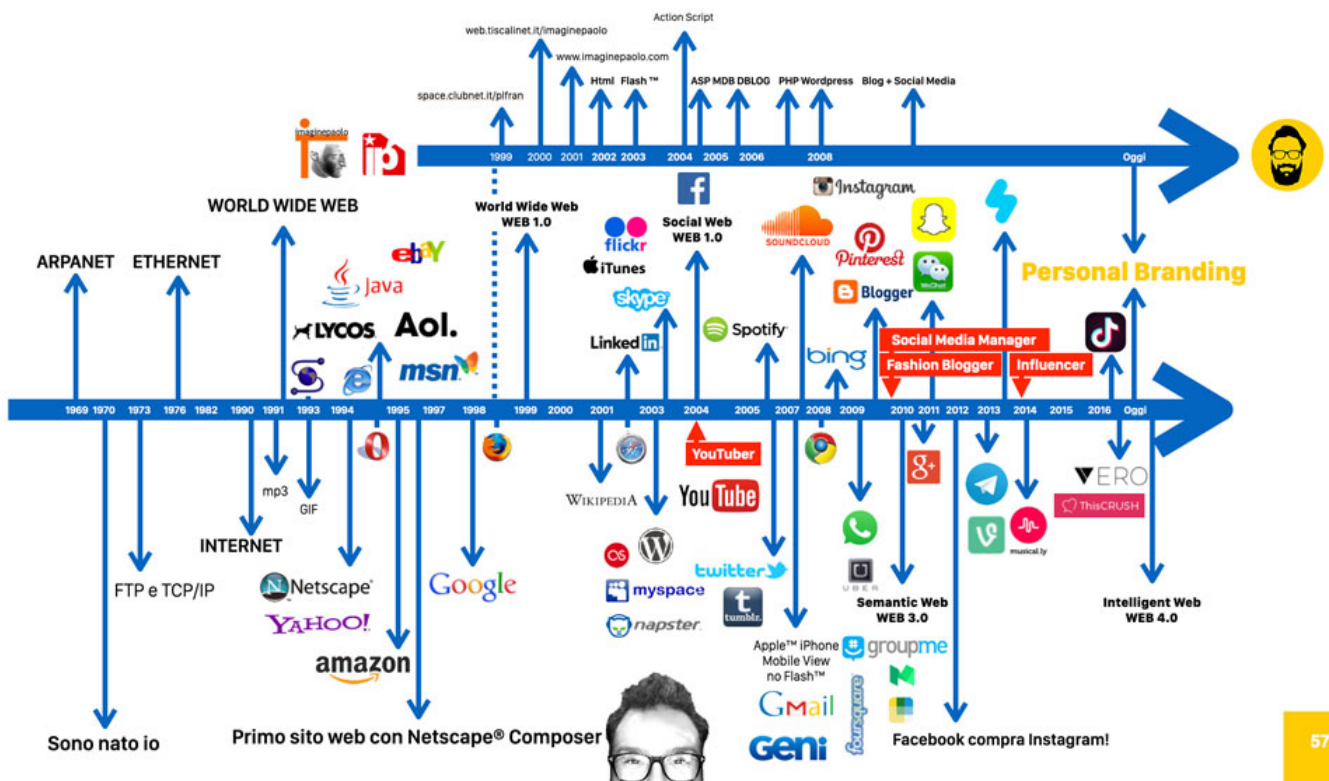 Action Script
web.tiscalinet.it/imaginepaolo
www.imaginepaolo.com
Html Flash ™ ASP MDB DBLOG PHP Wordpress Blog + Social Media
space.clubnet.it/plfran
imaginepaolo
1999 2000 2001 2002 2003 2004 2005 2006 2008 Oggi
WORLD WIDE WEB
World Wide Web
WEB 1.0
flickr
iTunes
skype
Linked in
f
Social Web
WEB 1.0
SOUNDCLOUD
Instagram
Pinterest
WeChat
Blogger
Personal Branding
ARPANET
ETHERNET
ebaY
Java
LYCOS
Aol.
msn
Spotify
bing
Social Media Manager
Fashion Blogger
Influencer
1969 1970 1973 1976 1982 1990 1991 1993 1994 1995 1997 1998 1999 2000 2001 2003 2004 2005 2007 2008 2009 2010 2011 2012 2013 2014 2015 2016 Oggi
YouTuber
mp3
GIF
WIKIPEDIA
You Tube
g+
VERO
ThisCRUSH
musical.ly
INTERNET
FTP e TCP/IP
N Netscape®
YAHOO!
amazon
Google
myspace
napster
twitter
t
tumblr.
UBER
Semantic Web
WEB 3.0
Intelligent Web
WEB 4.0
Apple™ iPhone
Mobile View
no Flash™
GMail
Geni
groupme
foursquare
Sono nato io
Primo sito web con Netscape® Composer
Facebook compra Instagram!
57